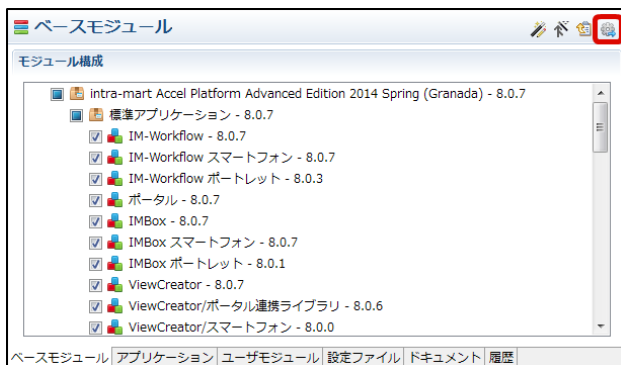 ベースモジュール
モジュール構成
intra-mart Accel Platform Advanced Edition 2014 Spring (Granada) - 8.0.7
標準アプリケーション - 8.0.7
IM-Workflow - 8.0.7
IM-Workflow スマートフォン - 8.0.7
IM-Workflow ポートレット - 8.0.3
ポータル - 8.0.7
IMBox - 8.0.7
IMBox スマートフォン - 8.0.7
IMBox ポートレット - 8.0.1
ViewCreator - 8.0.7
ViewCreator/ポータル連携ライブラリ - 8.0.6
ViewCreator/スマートフォン - 8.0.0
ベースモジュール アプリケーション ユーザモジュール 設定ファイル ドキュメント 履歴